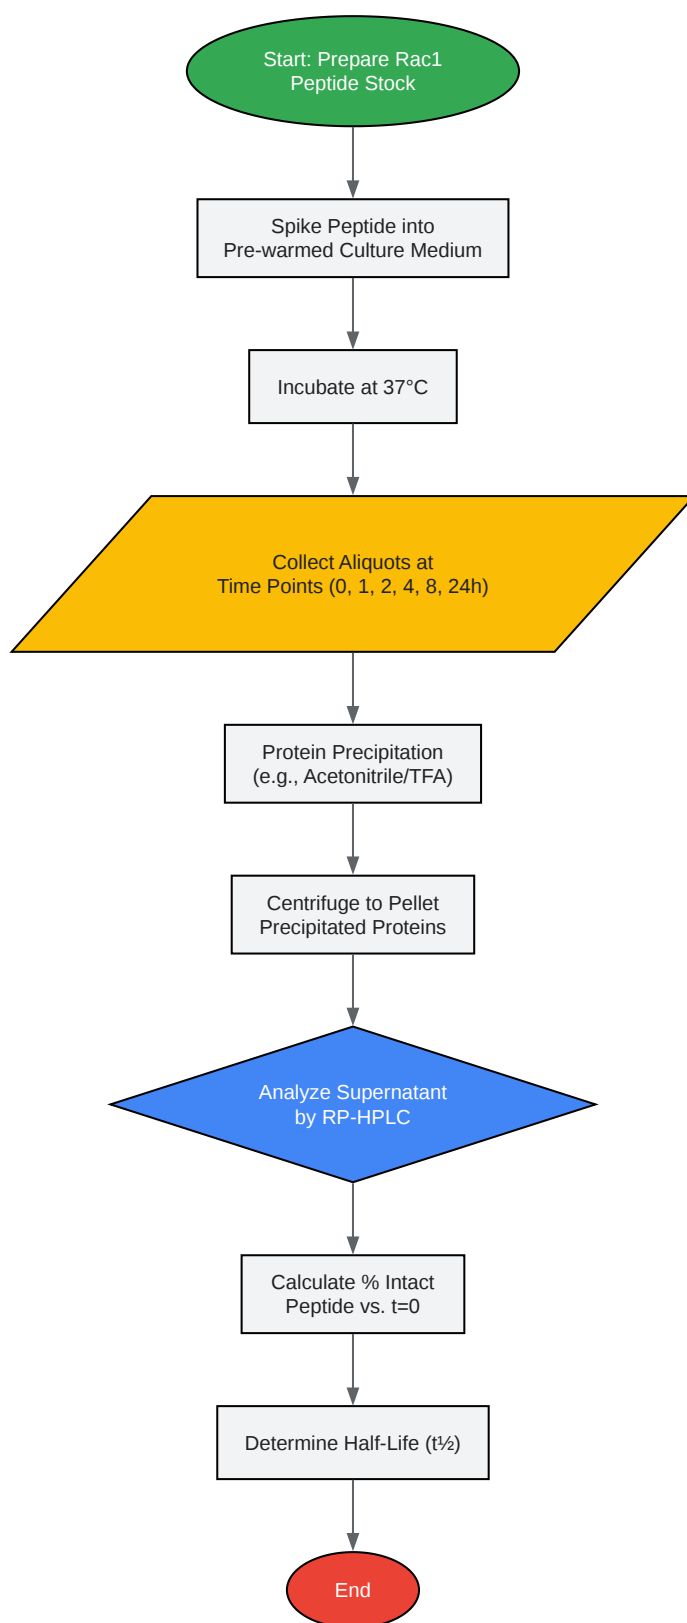 Start: Prepare Rac1
Peptide Stock
Spike Peptide into
Pre-warmed Culture Medium
Incubate at 37°C
Collect Aliquots at
Time Points (0, 1, 2, 4, 8, 24h)
Protein Precipitation
(e.g., Acetonitrile/TFA)
Centrifuge to Pellet
Precipitated Proteins
Analyze Supernatant
by RP-HPLC
Calculate % Intact
Peptide vs. t=0
Determine Half-Life (t½)
End